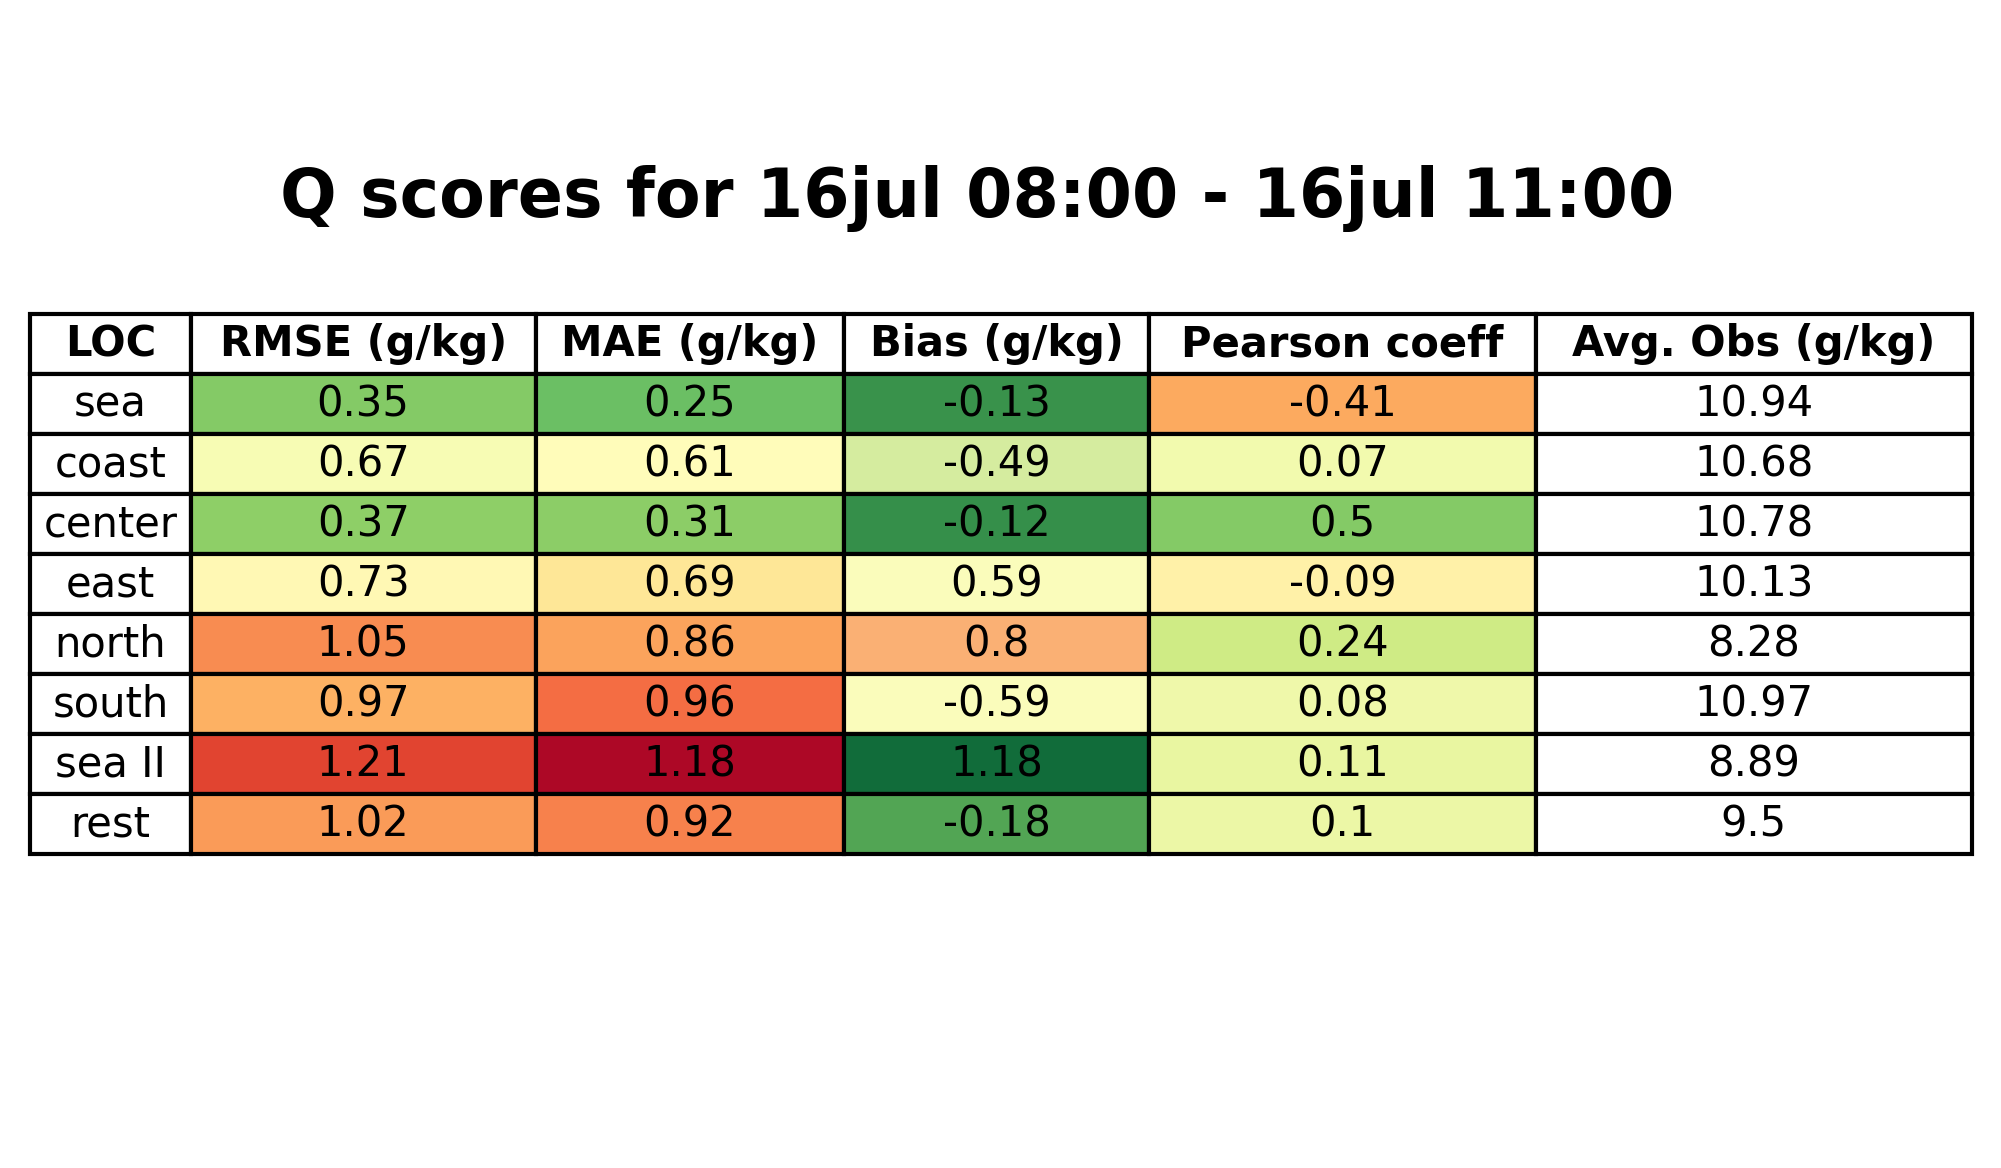 Q scores for 16jul 08:00 - 16jul 11:00
LOC RMSE (g/kg) MAE (g/kg) Bias (g/kg) Pearson coeff Avg. Obs (g/kg)
sea 0.35 0.25 -0.13 -0.41 10.94
coast 0.67 0.61 -0.49 0.07 10.68
center 0.37 0.31 -0.12 0.5 10.78
east 0.73 0.69 0.59 -0.09 10.13
north 1.05 0.86 0.8 0.24 8.28
south 0.97 0.96 -0.59 0.08 10.97
sea II 1.21 1.18 1.18 0.11 8.89
rest 1.02 0.92 -0.18 0.1 9.5